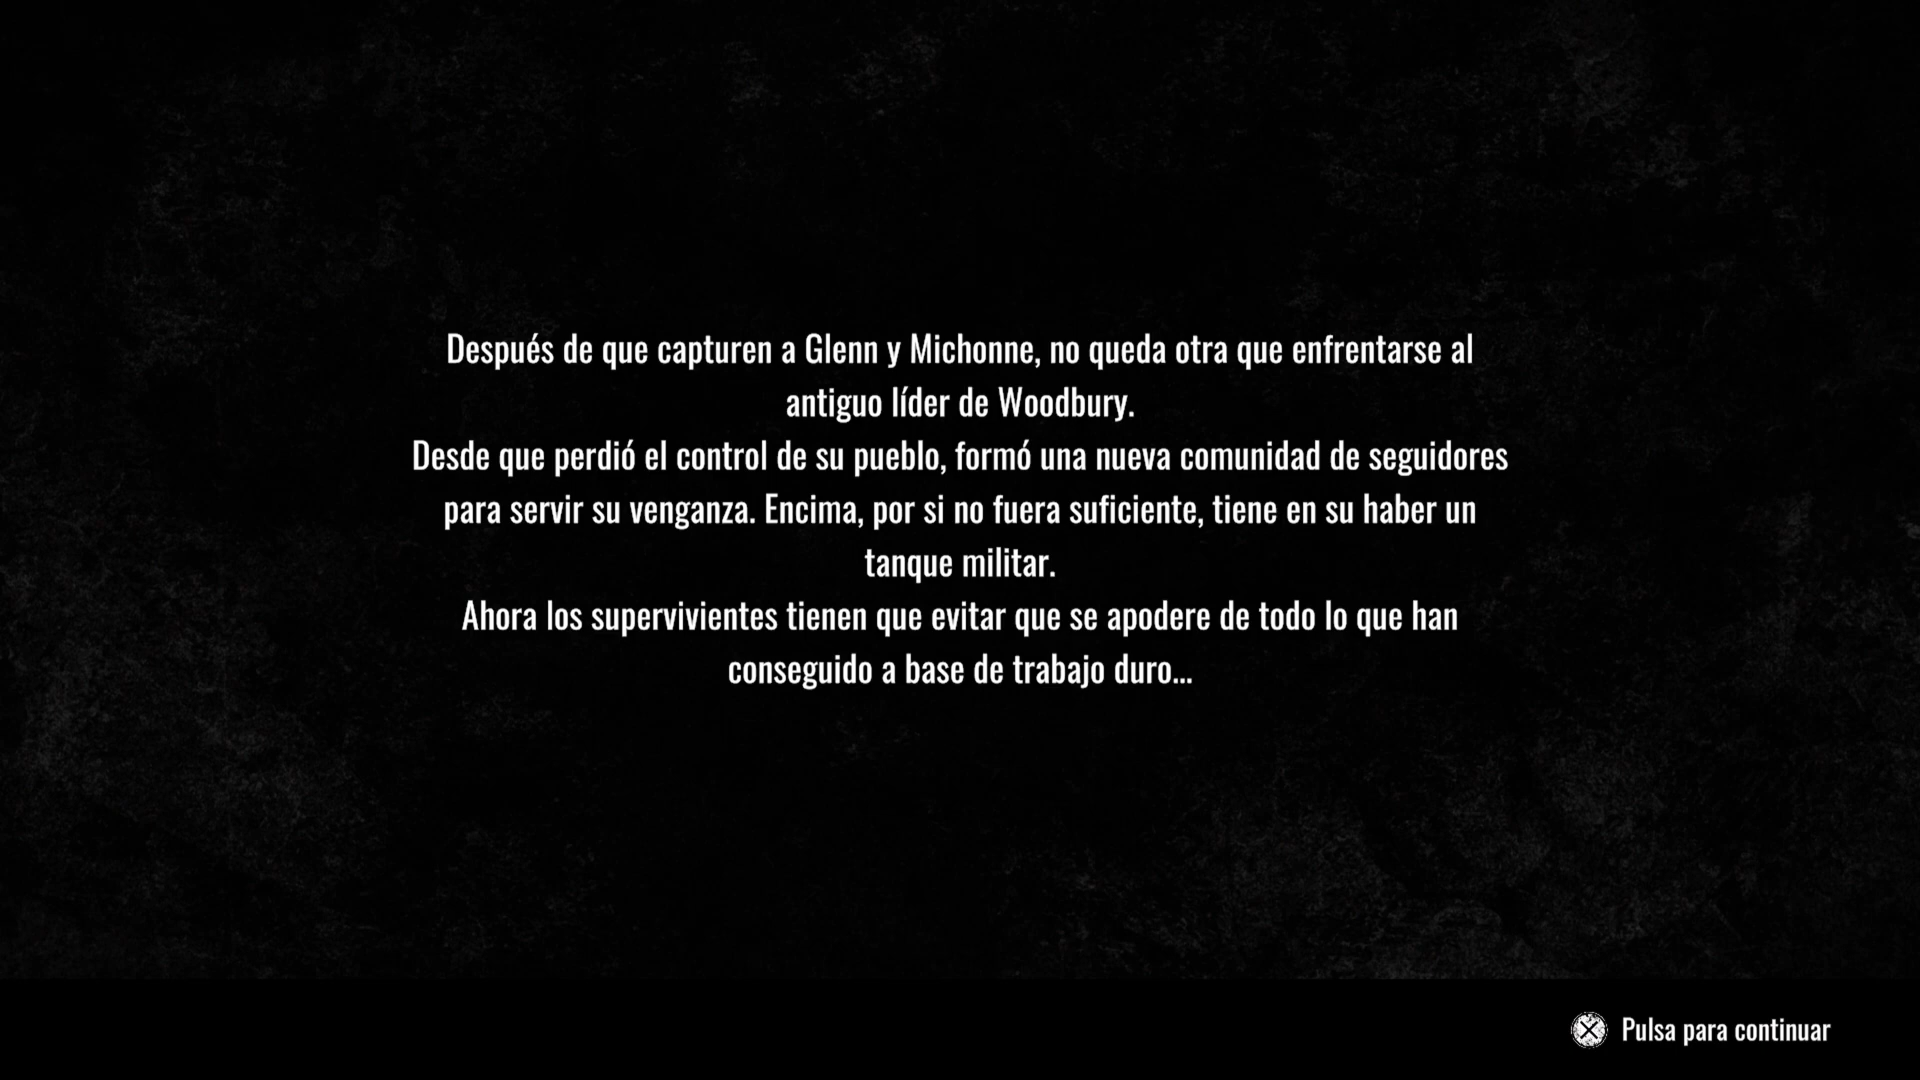 Después de que capturen a Glenn y Michonne, no queda otra que enfrentarse al
antiguo líder de Woodbury.
Desde que perdió el control de su pueblo, formó una nueva comunidad de seguidores
para servir su venganza. Encima, por si no fuera suficiente, tiene en su haber un
tanque militar.
Ahora los supervivientes tienen que evitar que se apodere de todo lo que han
conseguido a base de trabajo duro...
Pulsa para continuar